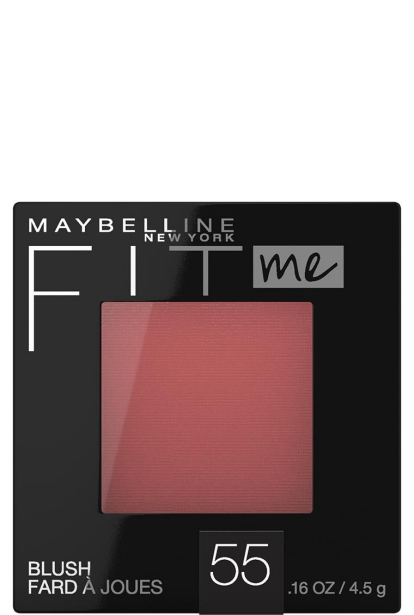 MAYBELLINE
NEW YORK
FIT me
BLUSH
FARD À JOUES
55
.16 OZ / 4.5 g